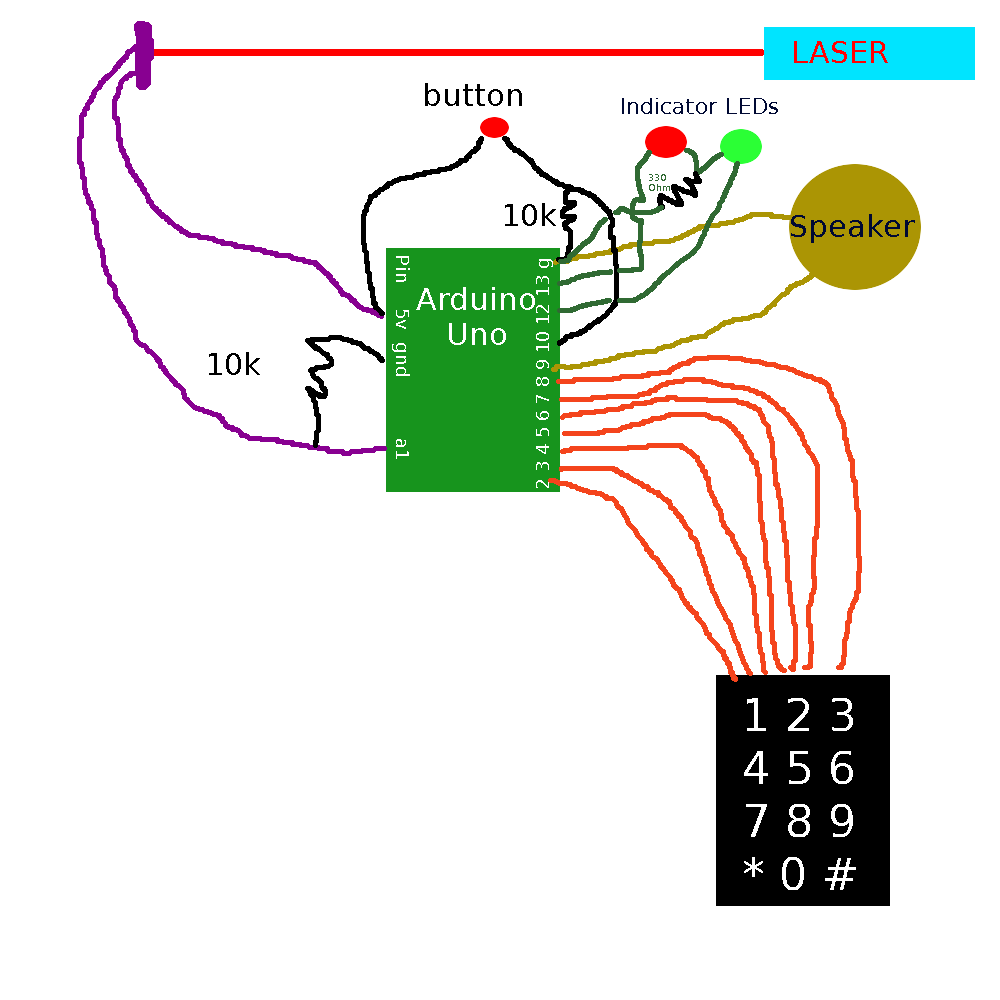 LASER
button
Indicator LEDs
330
Ohm
10k
Speaker
Pin 5v gnd a1
Arduino
Uno
g 13 12 10 9 8 7 6 5 4 3 2
10k
1 2 3
4 5 6
7 8 9
* 0 #